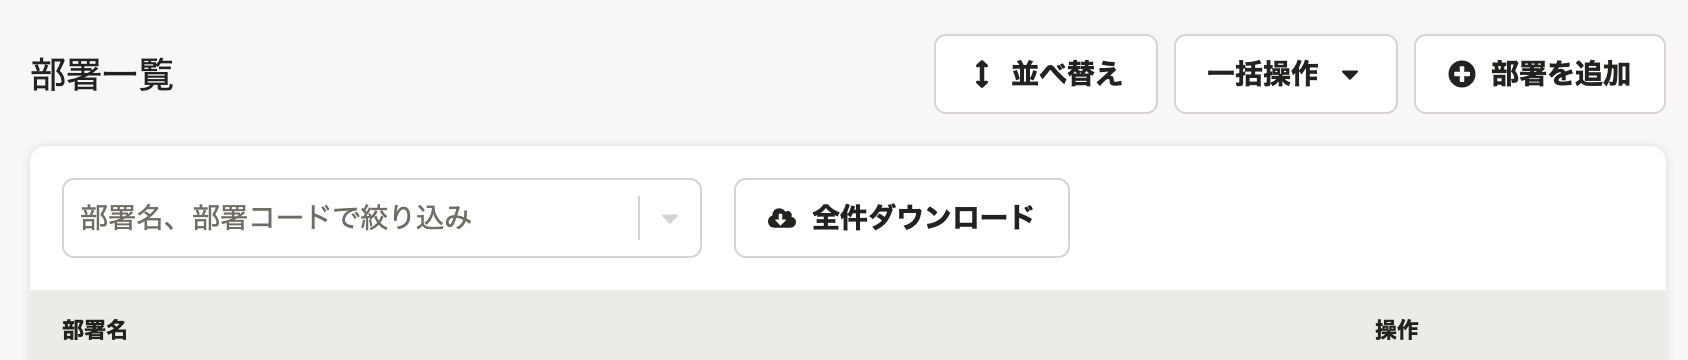 部署一覧
並べ替え
一括操作
部署を追加
部署名、部署コードで絞り込み
全件ダウンロード
部署名
操作